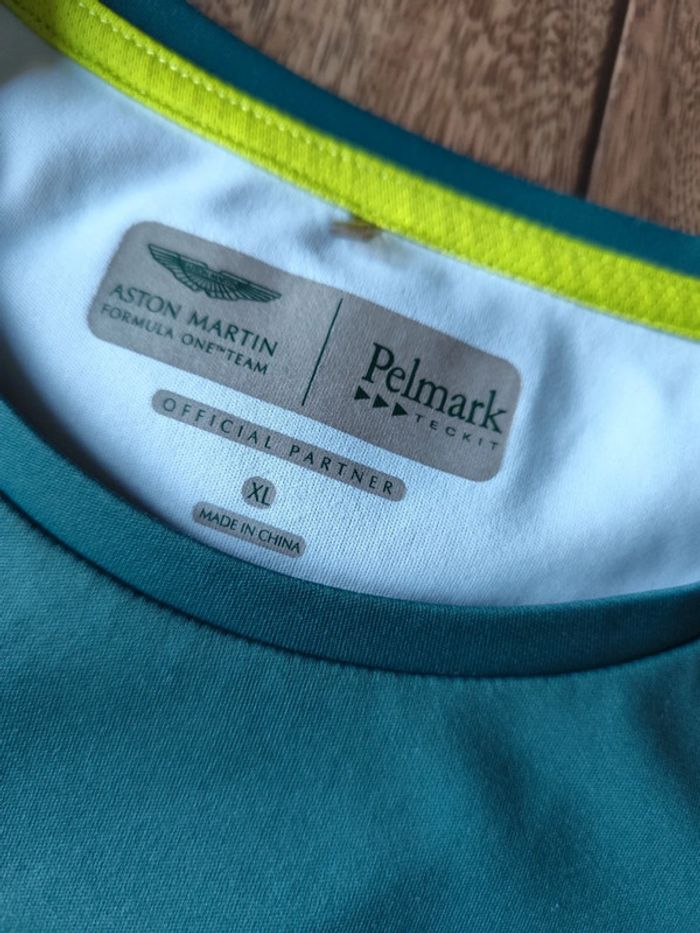 ASTON MARTIN
FORMULA ONE™ TEAM
Pelmark
TECKIT
OFFICIAL PARTNER
XL
MADE IN CHINA